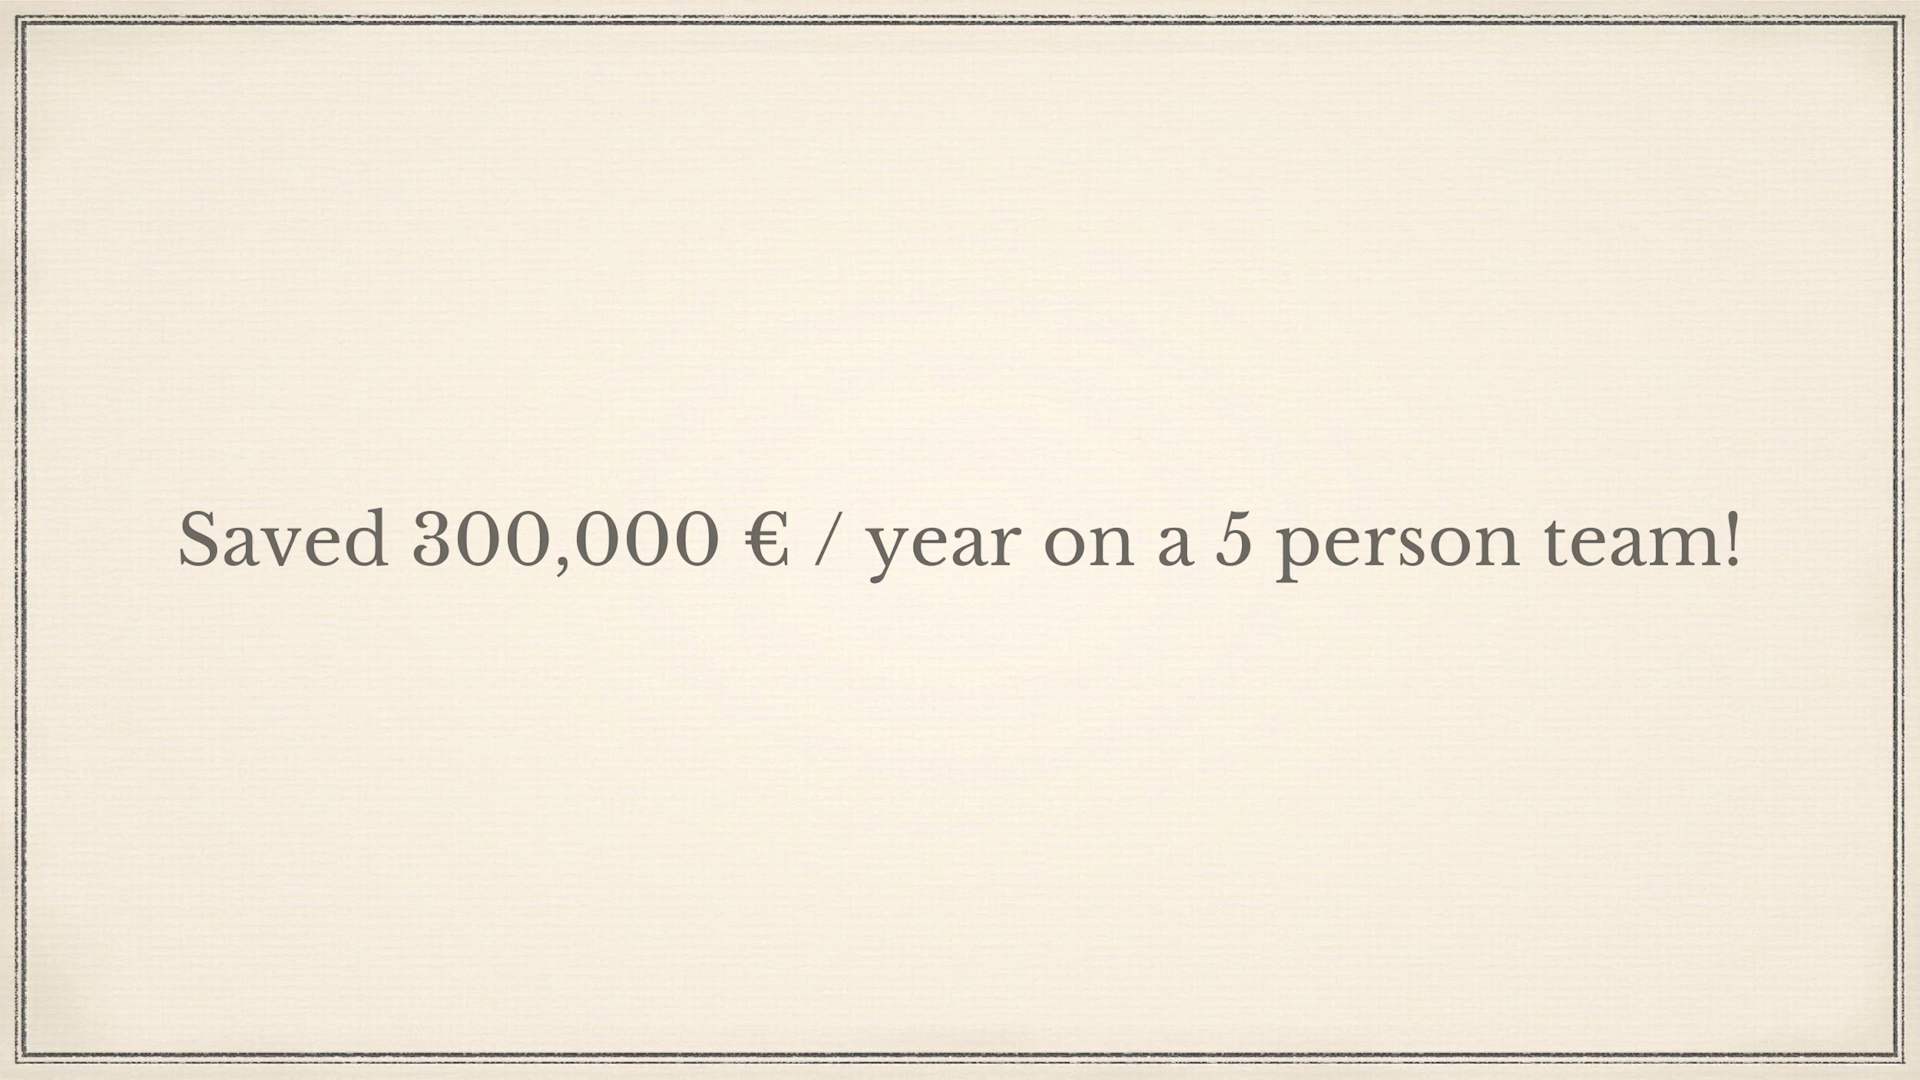 Saved 300,000 € / year on a 5 person team!